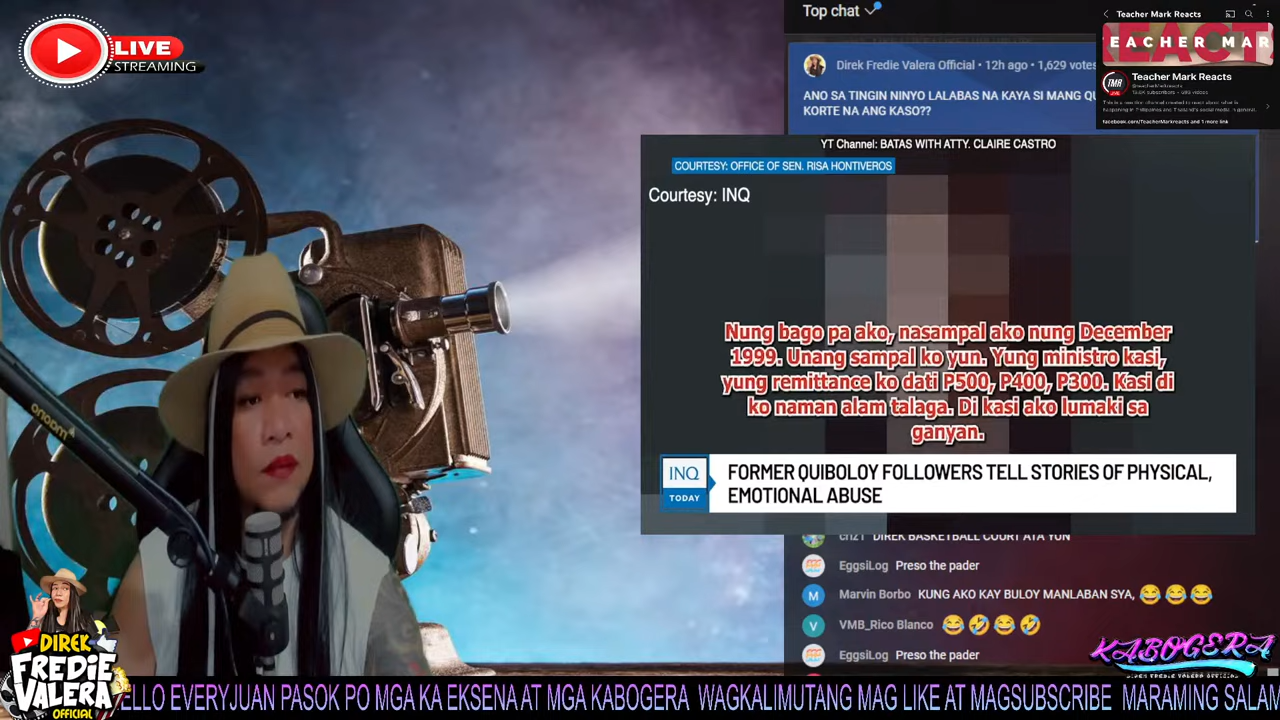 LIVE
STREAMING
Top chat
Direk Fredie Valera Official • 12h ago • 1,629 votes
ANO SA TINGIN NINYO LALABAS NA KAYA SI MANG QU
KORTE NA ANG KASO??
Teacher Mark Reacts
EACHER MAR
Teacher Mark Reacts
facebook.com/TeacherMarkreacts and 1 more link
YT Channel: BATAS WITH ATTY. CLAIRE CASTRO
COURTESY: OFFICE OF SEN. RISA HONTIVEROS
Courtesy: INQ
Nung bago pa ako, nasampal ako nung December
1999. Unang sampal ko yun. Yung ministro kasi,
yung remittance ko dati P500, P400, P300. Kasi di
ko naman alam talaga. Di kasi ako lumaki sa
ganyan.
INQ
TODAY
FORMER QUIBOLOY FOLLOWERS TELL STORIES OF PHYSICAL,
EMOTIONAL ABUSE
DIREK BASKETBALL COURT ATA YUN
EggsiLog Preso the pader
Marvin Borbo KUNG AKO KAY BULOY MANLABAN SYA, 😂😂😂
VMB_Rico Blanco 😂🤣😂🤣
EggsiLog Preso the pader
maono
DIREK
FREDIE
VALERA
OFFICIAL
KABOGERA
DIREK FREDIE VALERA OFFICIAL
ELLO EVERYJUAN PASOK PO MGA KA EKSENA AT MGA KABOGERA WAGKALIMUTANG MAG LIKE AT MAGSUBSCRIBE MARAMING SALAM